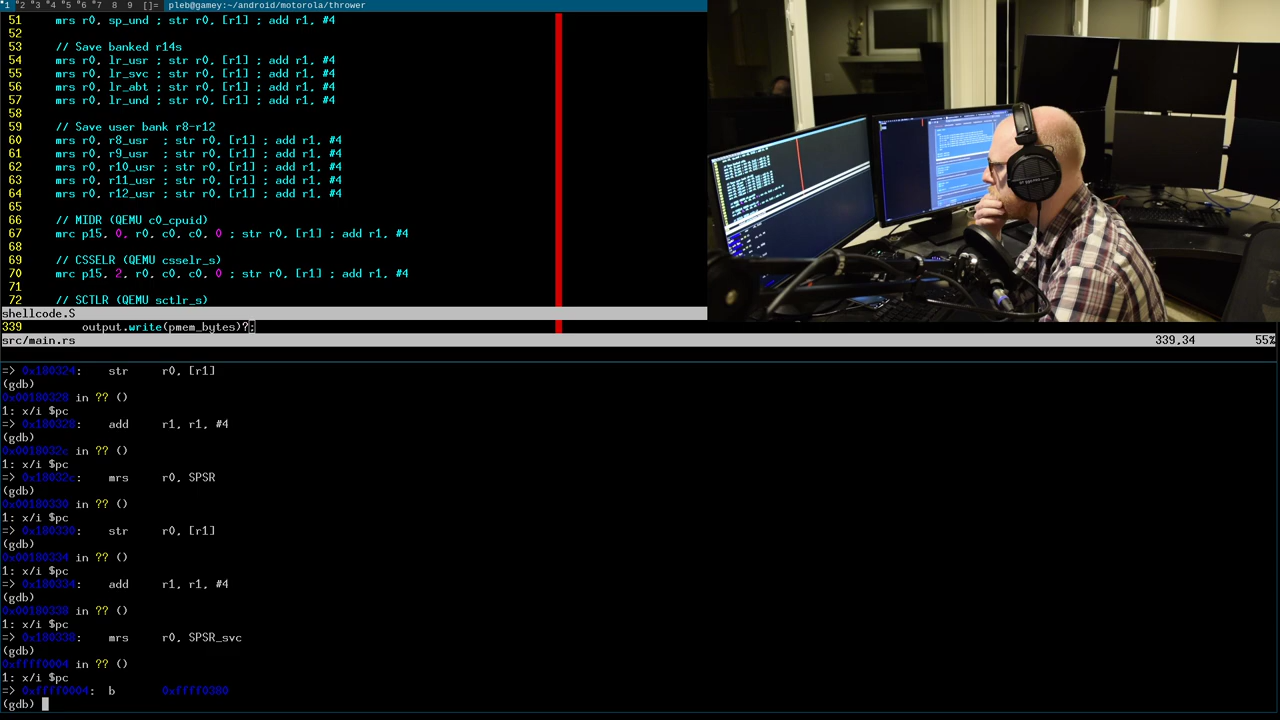 1 2 3 4 5 6 7 8 9 []= pleb@gamey:~/android/motorola/thrower
51 mrs r0, sp_und ; str r0, [r1] ; add r1, #4
52
53 // Save banked r14s
54 mrs r0, lr_usr ; str r0, [r1] ; add r1, #4
55 mrs r0, lr_svc ; str r0, [r1] ; add r1, #4
56 mrs r0, lr_abt ; str r0, [r1] ; add r1, #4
57 mrs r0, lr_und ; str r0, [r1] ; add r1, #4
58
59 // Save user bank r8-r12
60 mrs r0, r8_usr ; str r0, [r1] ; add r1, #4
61 mrs r0, r9_usr ; str r0, [r1] ; add r1, #4
62 mrs r0, r10_usr ; str r0, [r1] ; add r1, #4
63 mrs r0, r11_usr ; str r0, [r1] ; add r1, #4
64 mrs r0, r12_usr ; str r0, [r1] ; add r1, #4
65
66 // MIDR (QEMU c0_cpuid)
67 mrc p15, 0, r0, c0, c0, 0 ; str r0, [r1] ; add r1, #4
68
69 // CSSELR (QEMU csselr_s)
70 mrc p15, 2, r0, c0, c0, 0 ; str r0, [r1] ; add r1, #4
71
72 // SCTLR (QEMU sctlr_s)
shellcode.S
339 output.write(pmem_bytes)?;
src/main.rs 339,34 55%
=> 0x180324: str r0, [r1]
(gdb)
0x00180328 in ?? ()
1: x/i $pc
=> 0x180328: add r1, r1, #4
(gdb)
0x0018032c in ?? ()
1: x/i $pc
=> 0x18032c: mrs r0, SPSR
(gdb)
0x00180330 in ?? ()
1: x/i $pc
=> 0x180330: str r0, [r1]
(gdb)
0x00180334 in ?? ()
1: x/i $pc
=> 0x180334: add r1, r1, #4
(gdb)
0x00180338 in ?? ()
1: x/i $pc
=> 0x180338: mrs r0, SPSR_svc
(gdb)
0xffff0004 in ?? ()
1: x/i $pc
=> 0xffff0004: b 0xffff0380
(gdb)